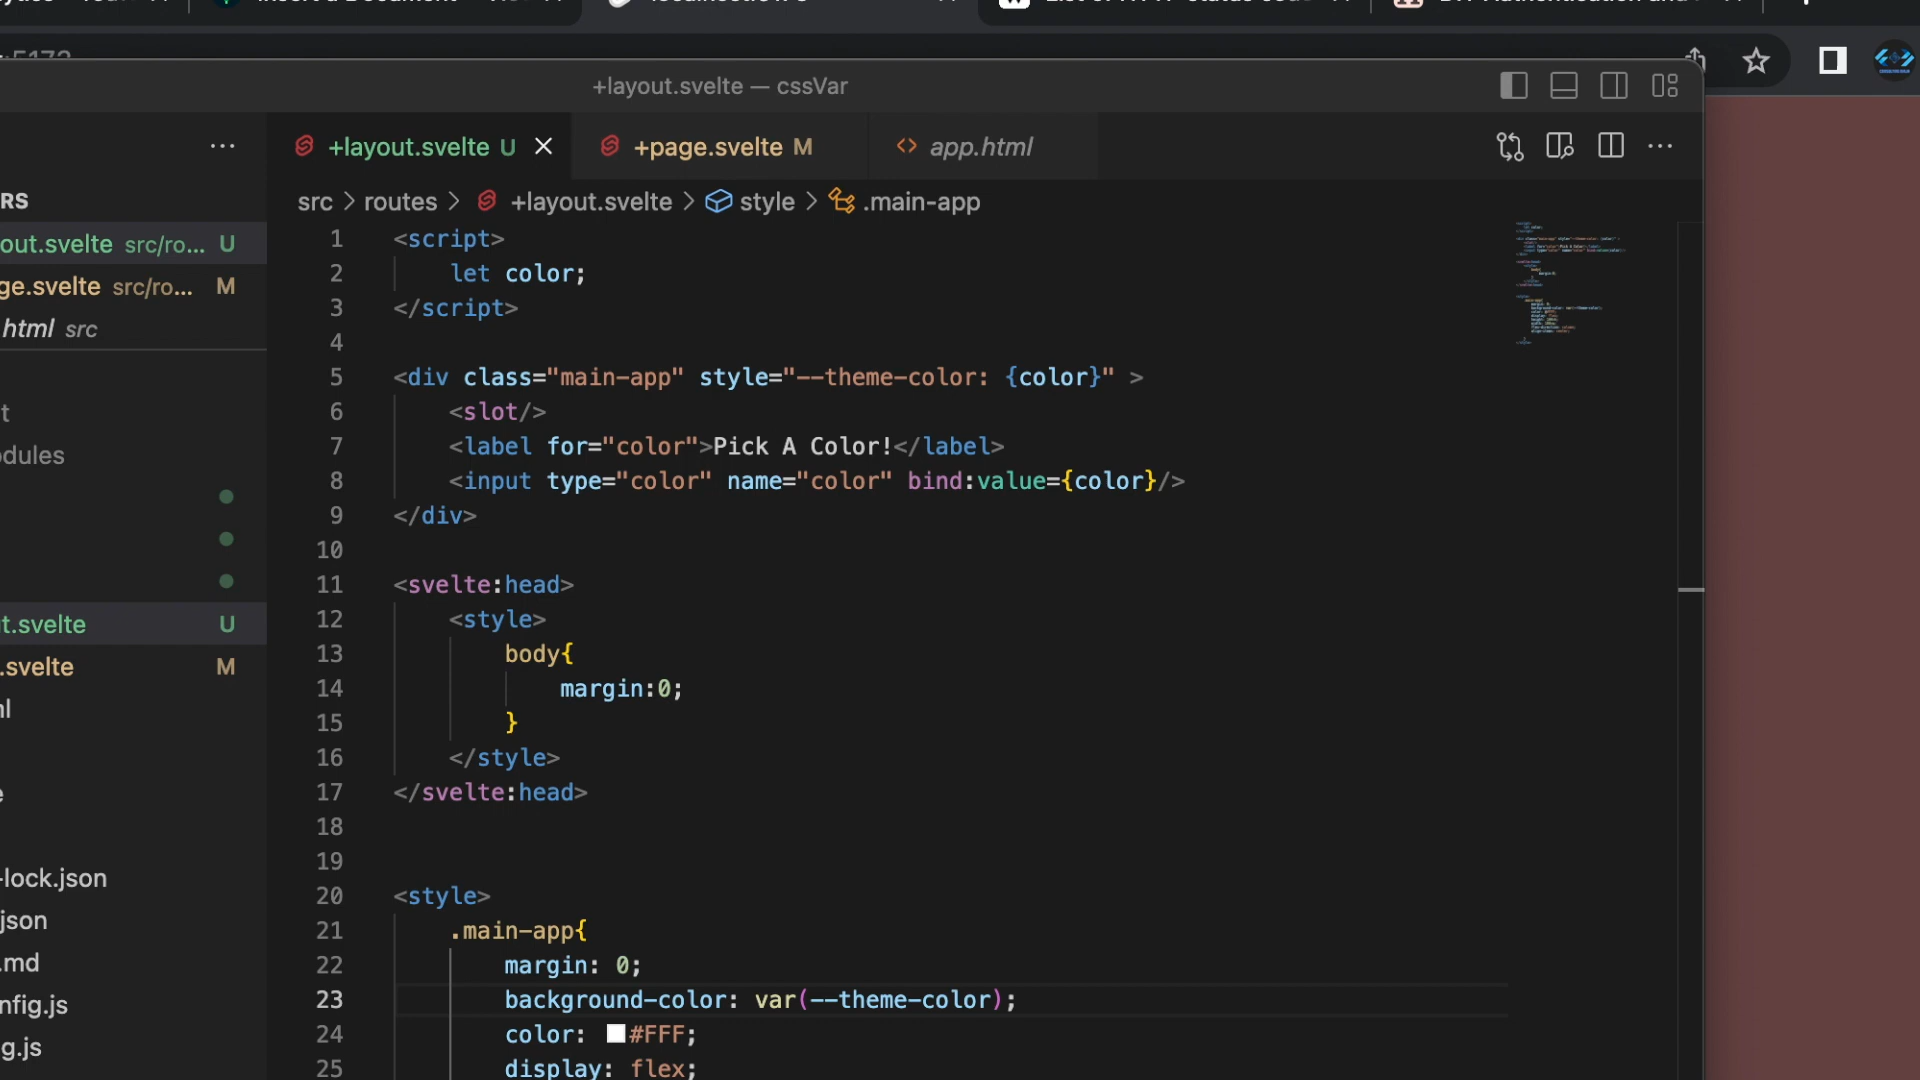 +layout.svelte — cssVar
+layout.svelte U
+page.svelte M
app.html
src > routes > +layout.svelte > style > .main-app
RS
out.svelte src/ro... U
ge.svelte src/ro... M
html src
t
odules
t.svelte U
.svelte M
nl
e
-lock.json
json
.md
nfig.js
g.js
1 <script>
2 let color;
3 </script>
4
5 <div class="main-app" style="--theme-color: {color}" >
6 <slot/>
7 <label for="color">Pick A Color!</label>
8 <input type="color" name="color" bind:value={color}/>
9 </div>
10
11 <svelte:head>
12 <style>
13 body{
14 margin:0;
15 }
16 </style>
17 </svelte:head>
18
19
20 <style>
21 .main-app{
22 margin: 0;
23 background-color: var(--theme-color);
24 color: #FFF;
25 display: flex;